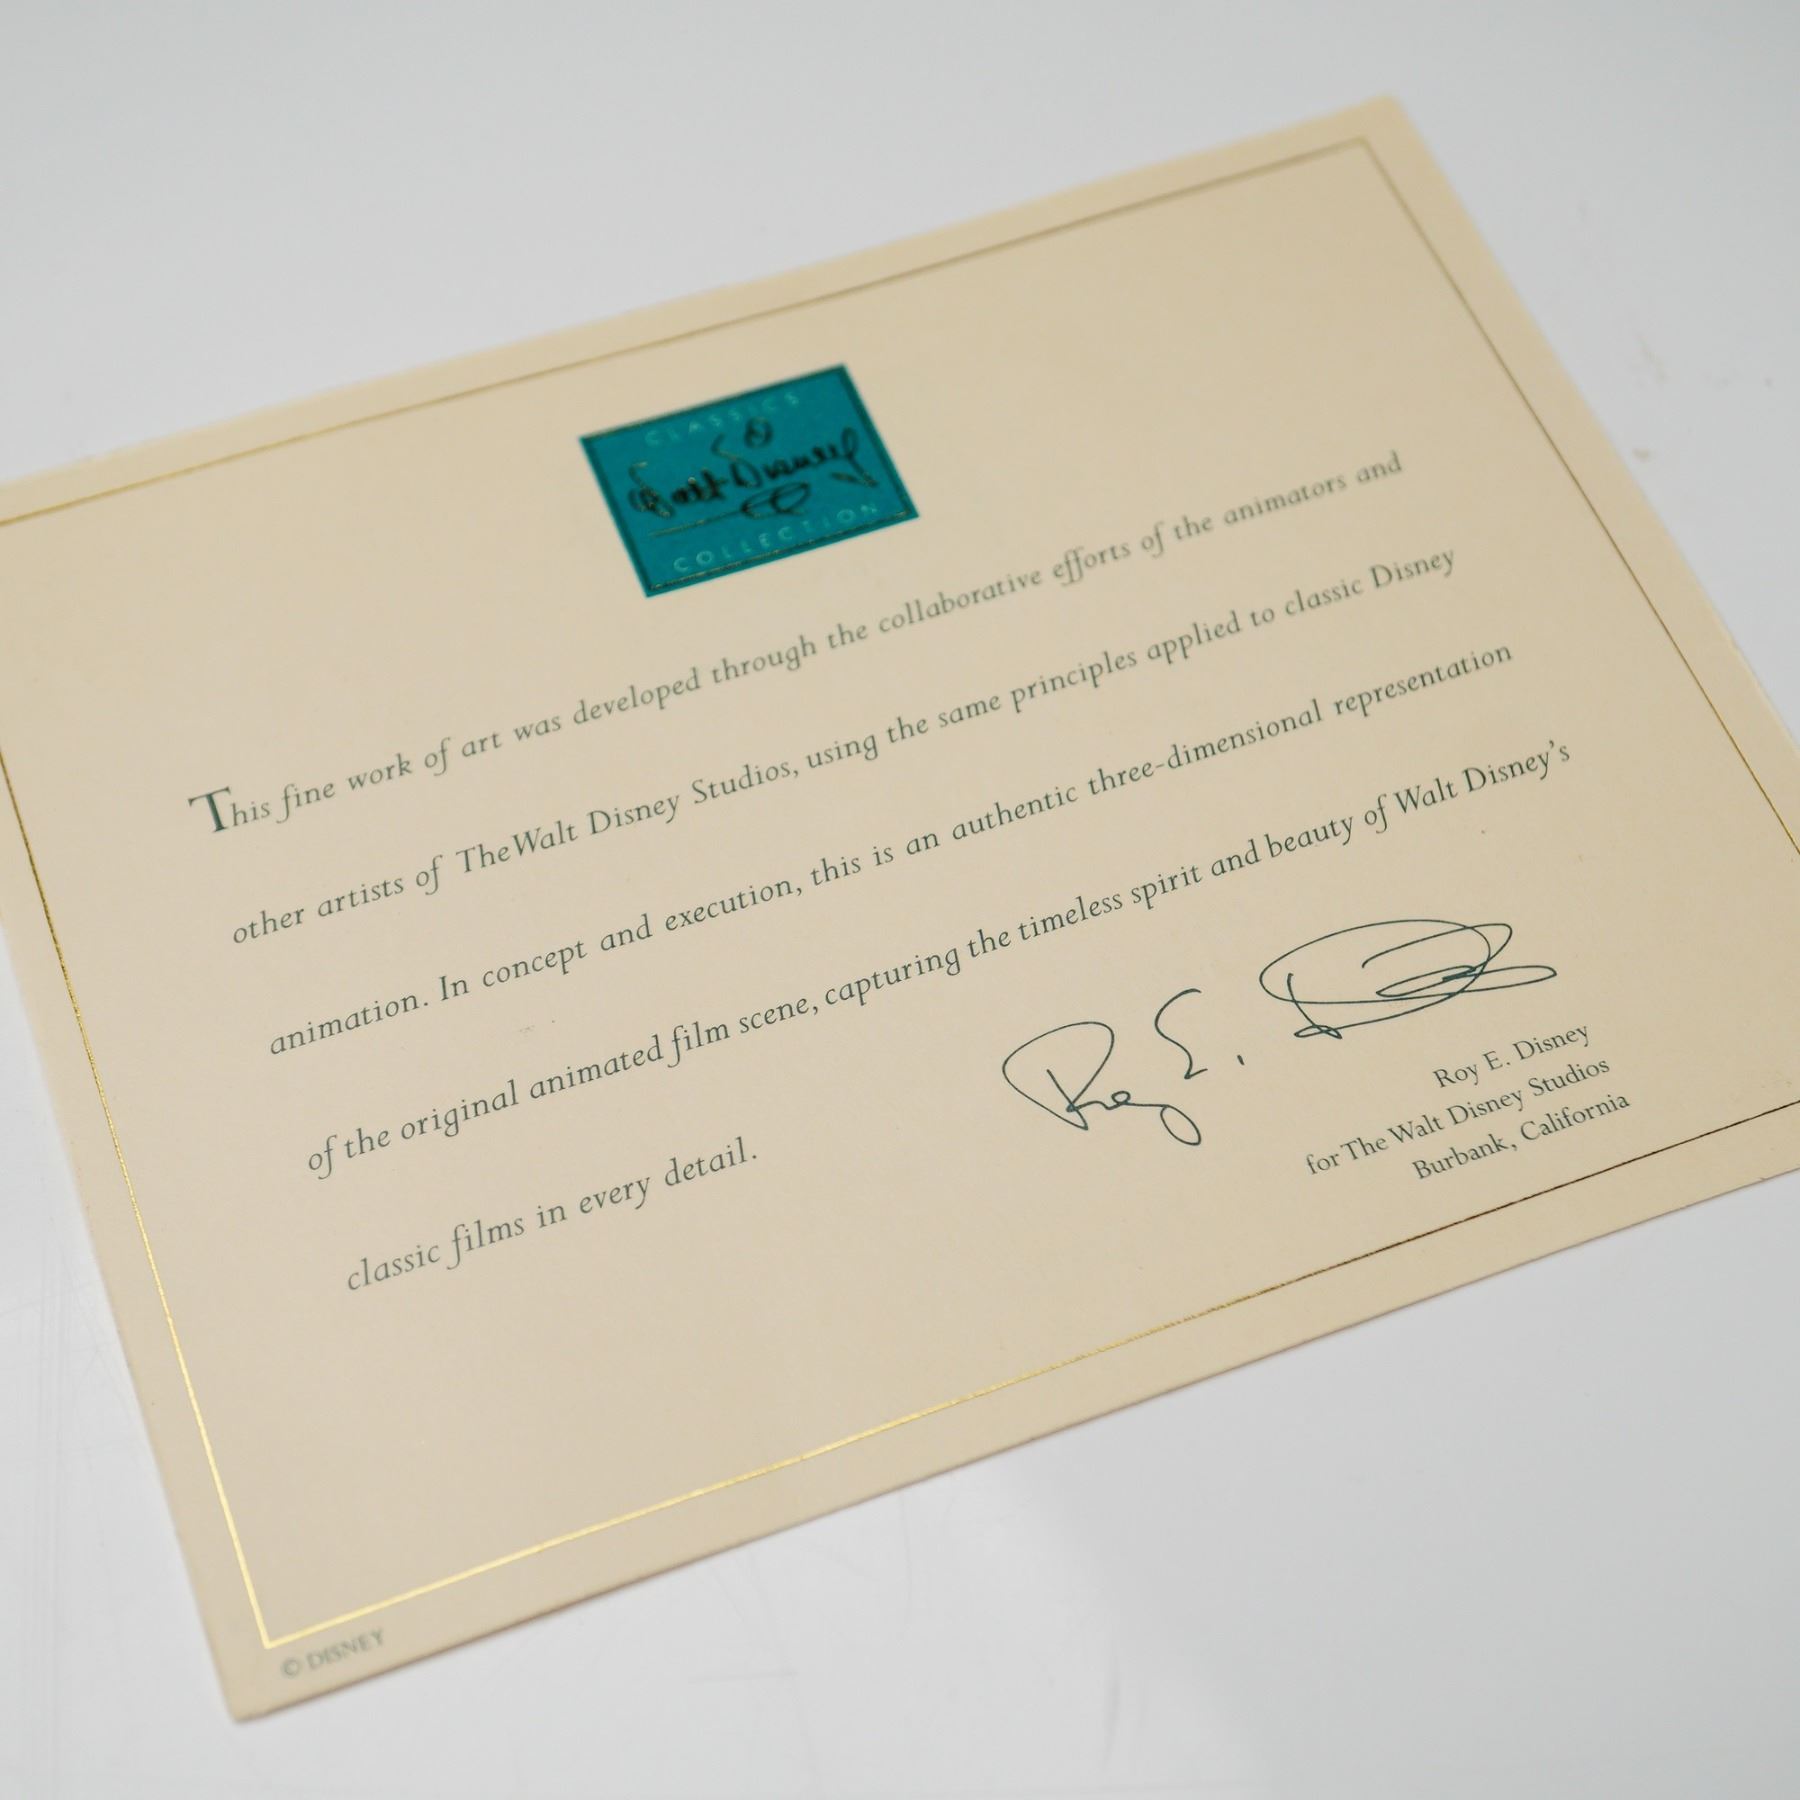 CLASSICS
Walt Disney
COLLECTION
This fine work of art was developed through the collaborative efforts of the animators and
other artists of The Walt Disney Studios, using the same principles applied to classic Disney
animation. In concept and execution, this is an authentic three-dimensional representation
of the original animated film scene, capturing the timeless spirit and beauty of Walt Disney's
classic films in every detail.
Roy E. D
Roy E. Disney
for The Walt Disney Studios
Burbank, California
© DISNEY